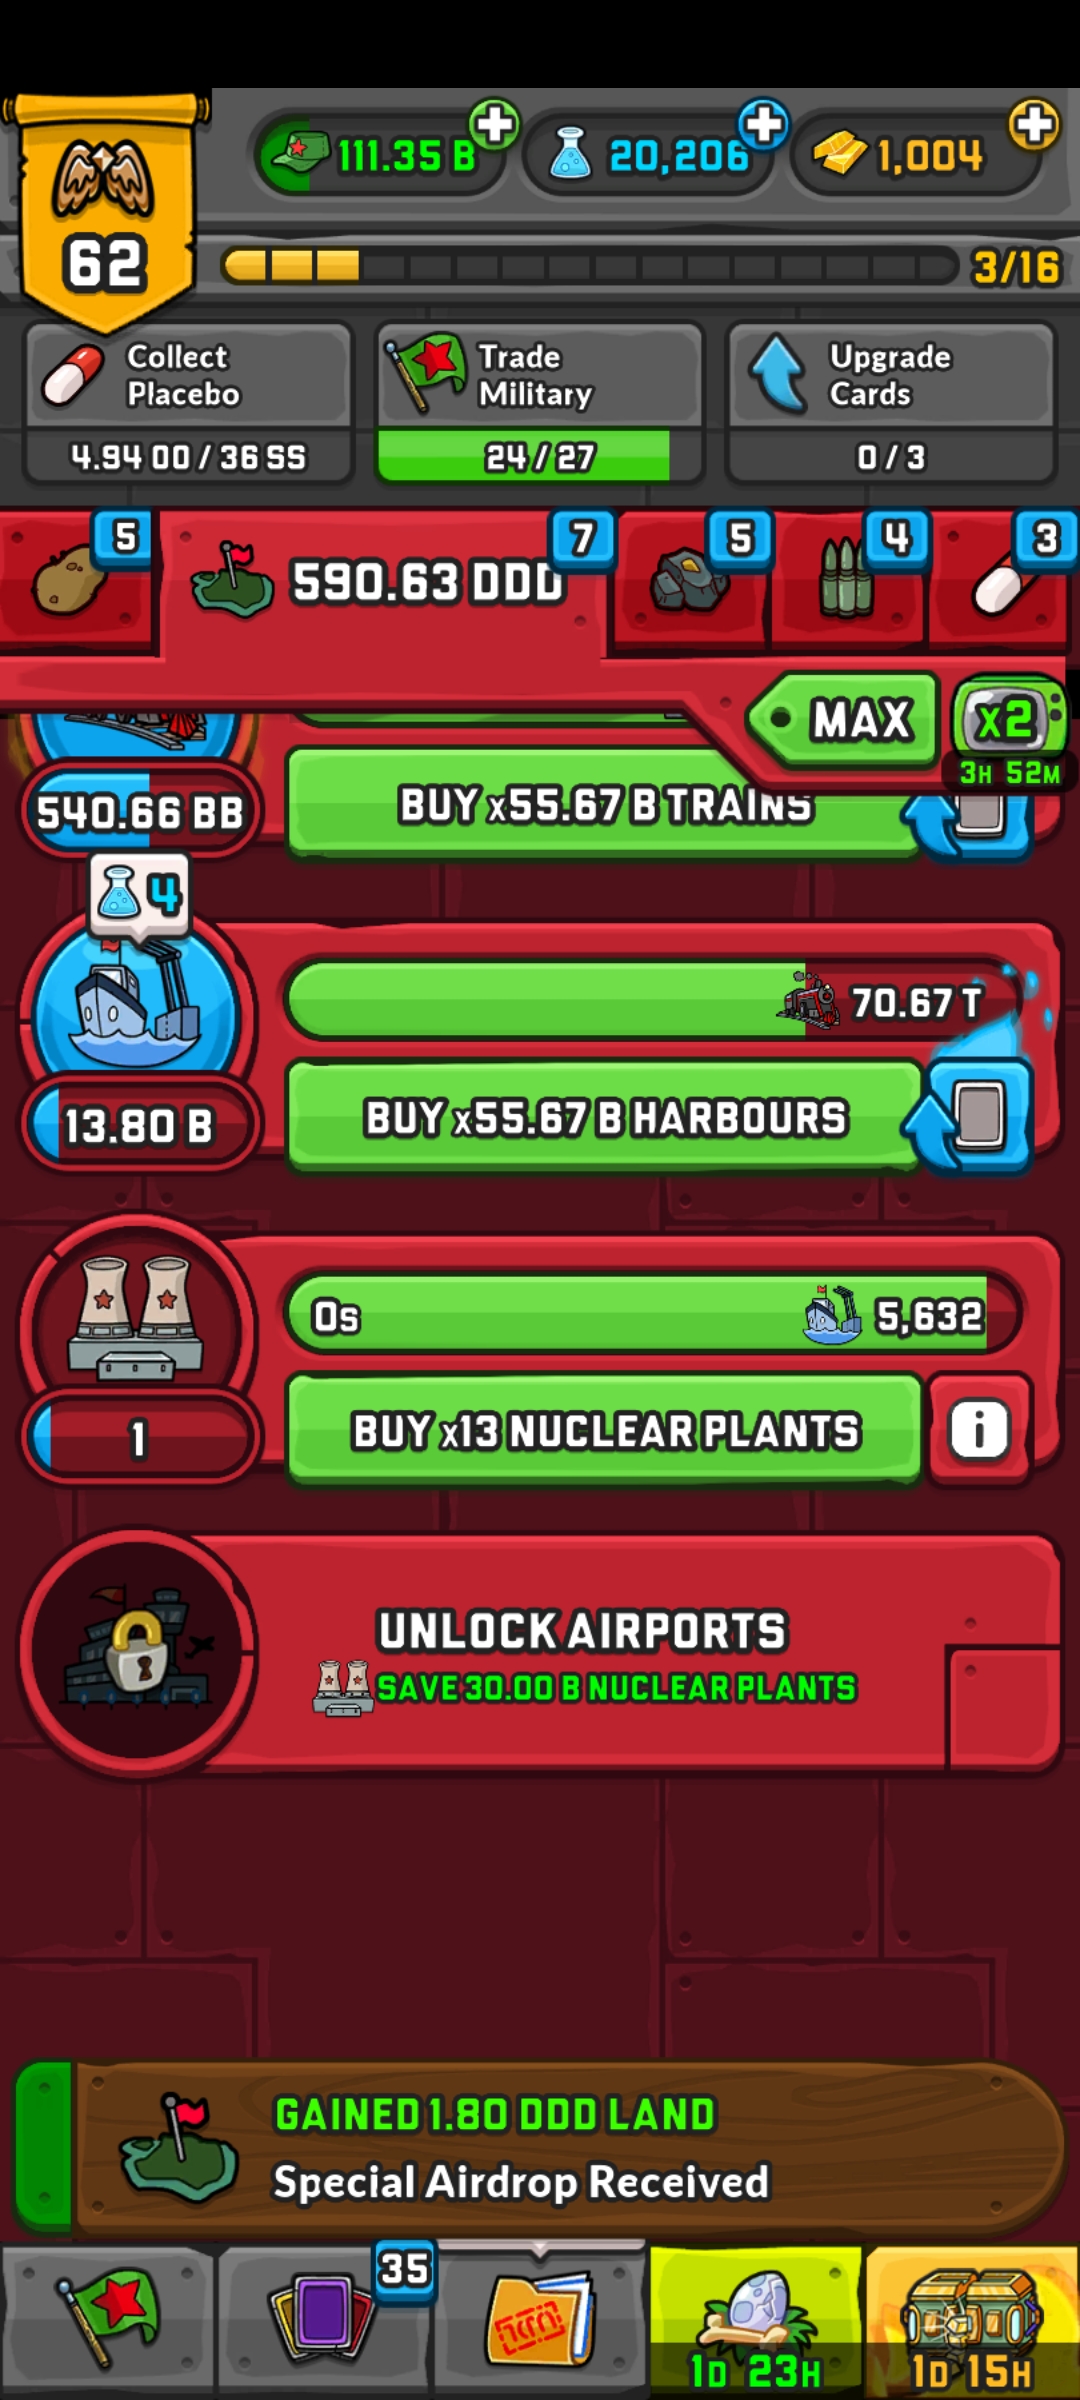 62
111.35 B
20,206
1,004
3/16
Collect
Placebo
4.94 OO / 36 SS
Trade
Military
24 / 27
Upgrade
Cards
0 / 3
5
590.63 DDD
7
5
4
3
MAX
x2
3H 52M
540.66 BB
BUY x55.67 B TRAINS
4
70.67 T
13.80 B
BUY x55.67 B HARBOURS
0s
5,632
1
BUY x13 NUCLEAR PLANTS
i
UNLOCK AIRPORTS
SAVE 30.00 B NUCLEAR PLANTS
GAINED 1.80 DDD LAND
Special Airdrop Received
35
1D 23H
1D 15H